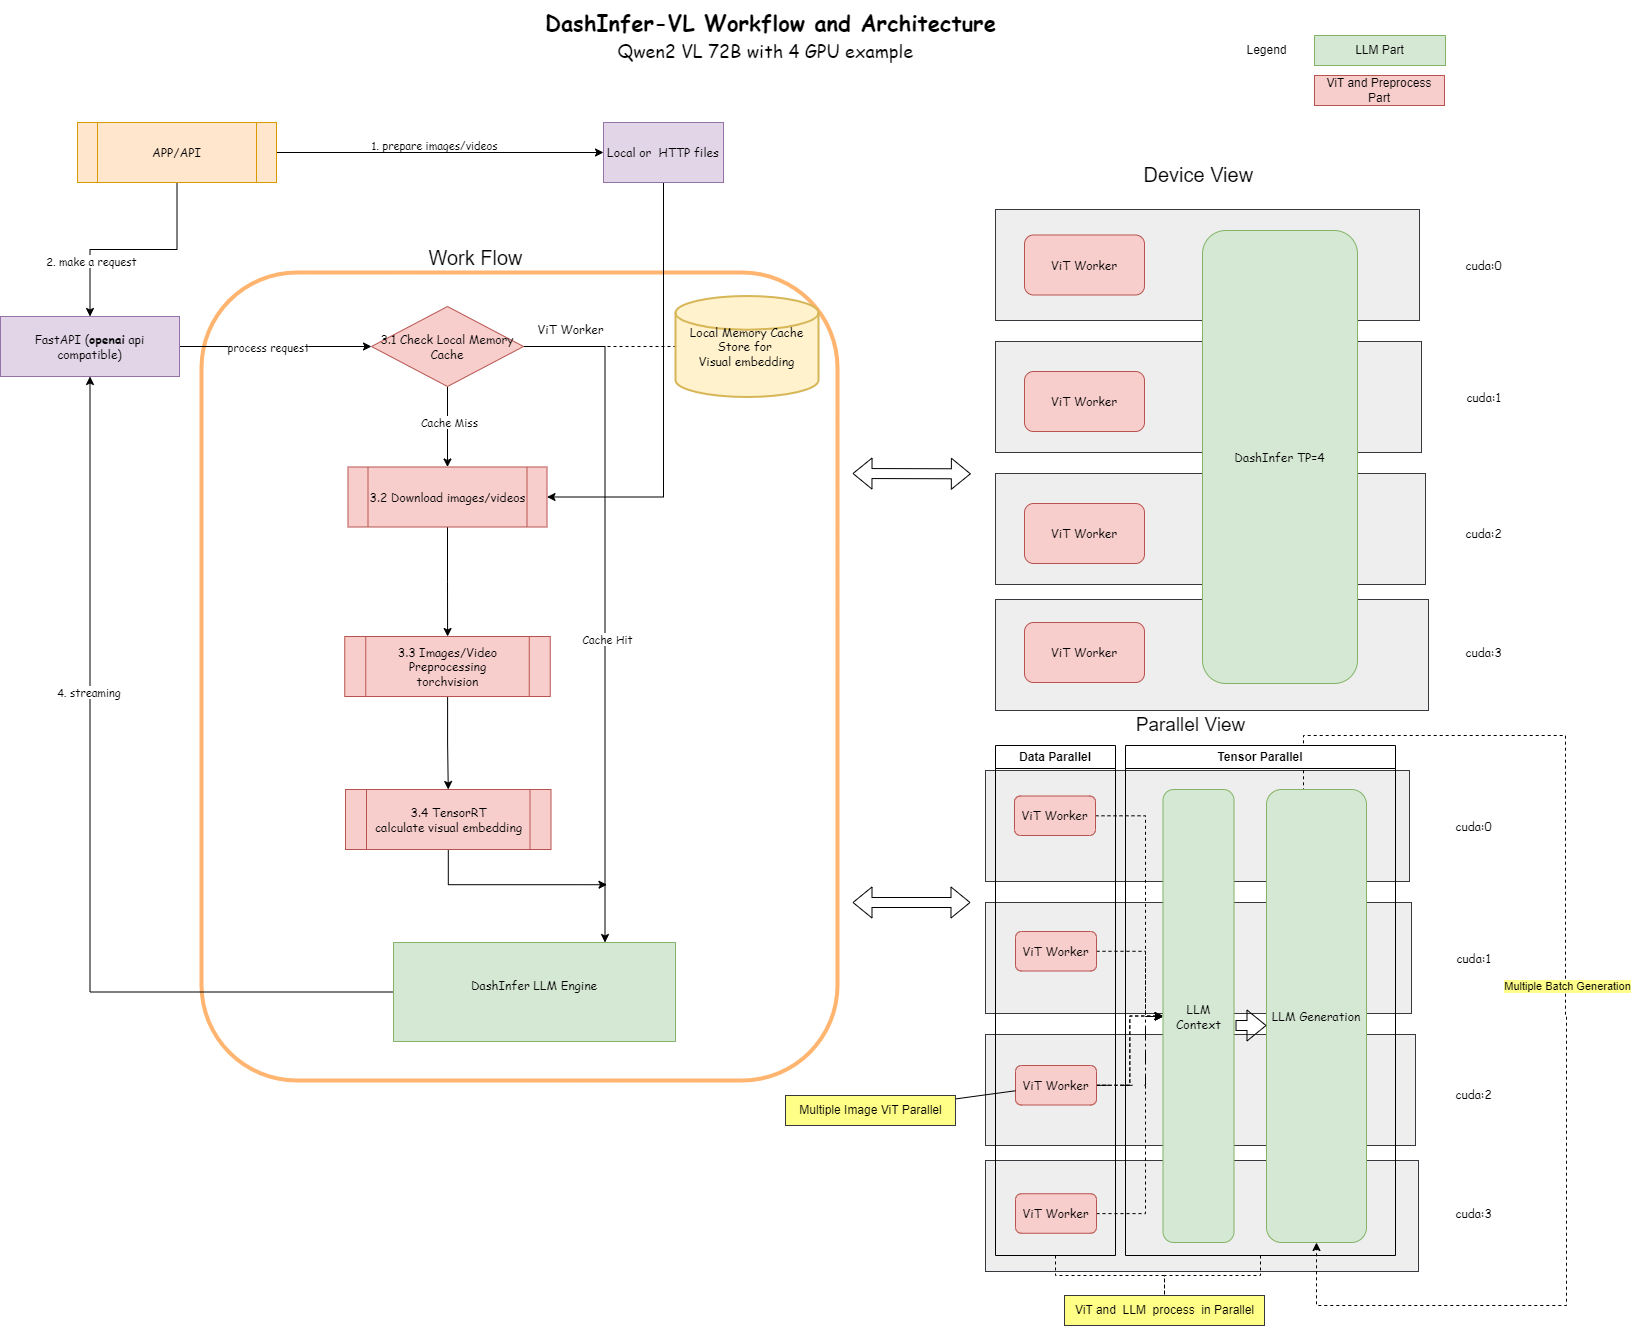 DashInfer-VL Workflow and Architecture
Qwen2 VL 72B with 4 GPU example
Legend
LLM Part
ViT and Preprocess
Part
APP/API
1. prepare images/videos
Local or HTTP files
2. make a request
FastAPI (openai api
compatible)
process request
4. streaming
Work Flow
3.1 Check Local Memory
Cache
ViT Worker
Local Memory Cache
Store for
Visual embedding
Cache Miss
3.2 Download images/videos
3.3 Images/Video
Preprocessing
torchvision
Cache Hit
3.4 TensorRT
calculate visual embedding
DashInfer LLM Engine
Device View
ViT Worker
cuda:0
ViT Worker
cuda:1
DashInfer TP=4
ViT Worker
cuda:2
ViT Worker
cuda:3
Parallel View
Data Parallel
Tensor Parallel
ViT Worker
cuda:0
ViT Worker
cuda:1
Multiple Batch Generation
LLM
Context
LLM Generation
ViT Worker
cuda:2
Multiple Image ViT Parallel
ViT Worker
cuda:3
ViT and LLM process in Parallel